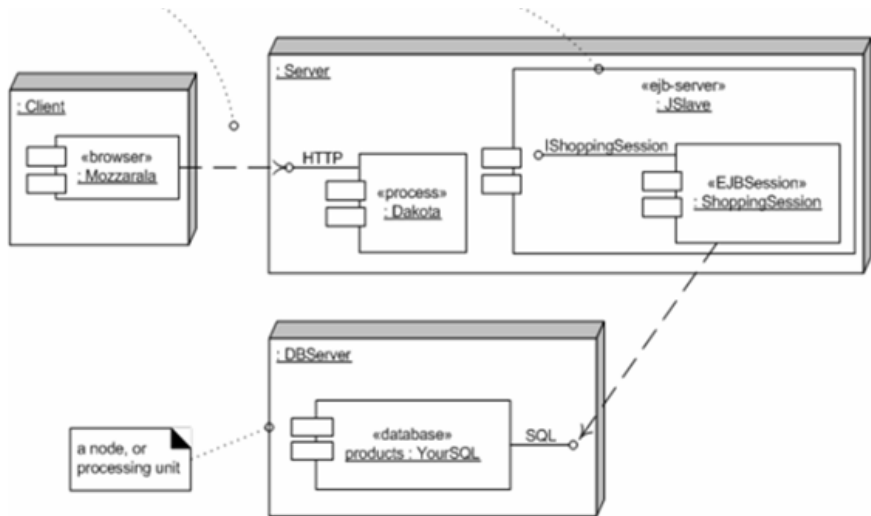 : Client
«browser»
: Mozzarala
: Server
HTTP
«process»
: Dakota
«ejb-server»
: JSlave
IShoppingSession
«EJBSession»
: ShoppingSession
: DBServer
«database»
products : YourSQL
SQL
a node, or
processing unit